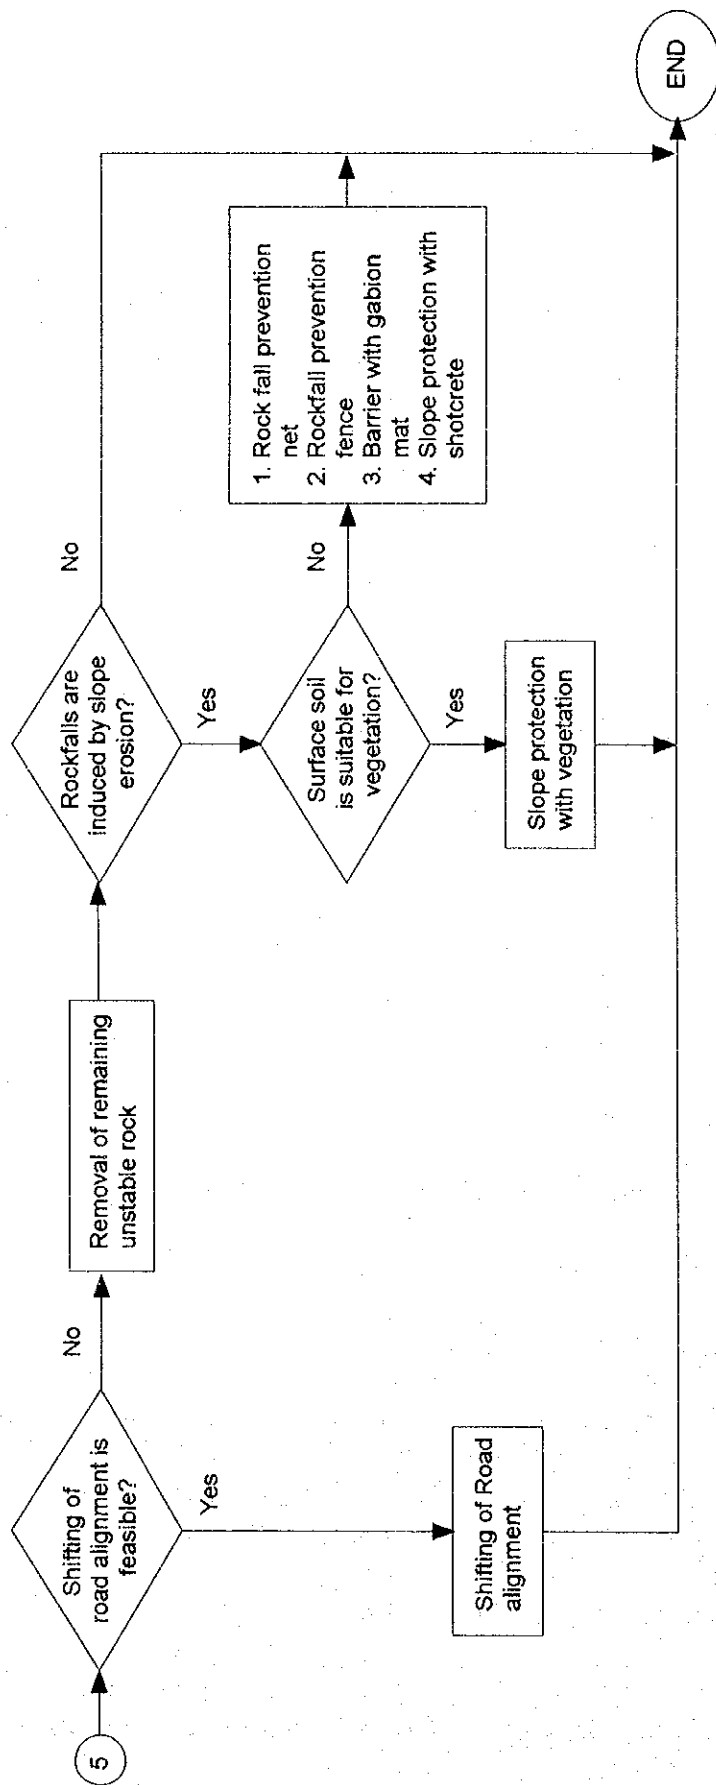 5
Shifting of
road alignment is
feasible?
No
Yes
Shifting of Road
alignment
Removal of remaining
unstable rock
Rockfalls are
induced by slope
erosion?
No
Yes
Surface soil
is suitable for
vegetation?
No
Yes
Slope protection
with vegetation
1. Rock fall prevention
net
2. Rockfall prevention
fence
3. Barrier with gabion
mat
4. Slope protection with
shotcrete
END